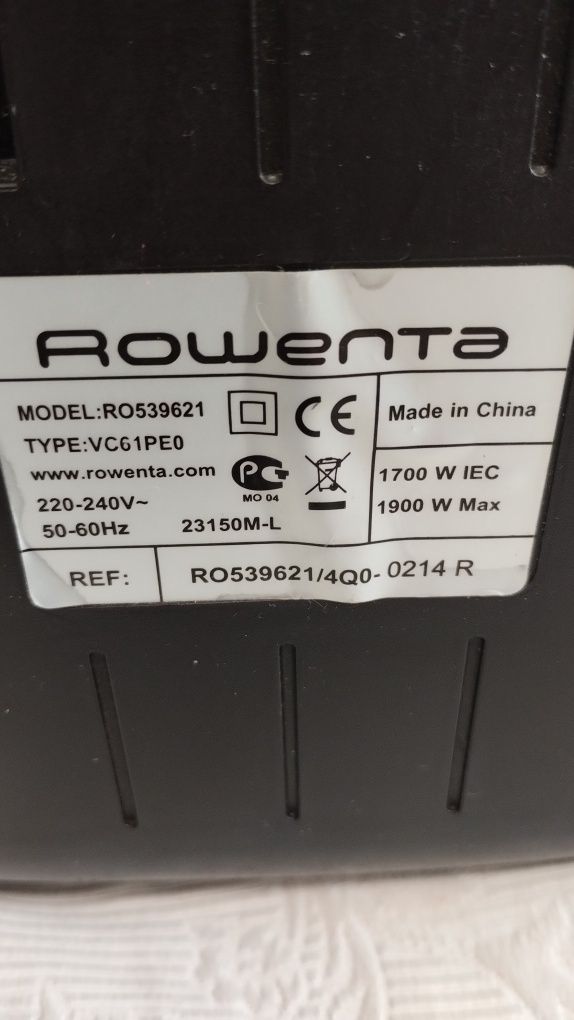 Rowenta
MODEL:RO539621
TYPE:VC61PE0
www.rowenta.com
220-240V~
50-60Hz
23150M-L
CE
PG
MO 04
Made in China
1700 W IEC
1900 W Max
REF:
RO539621/4Q0- 0214 R